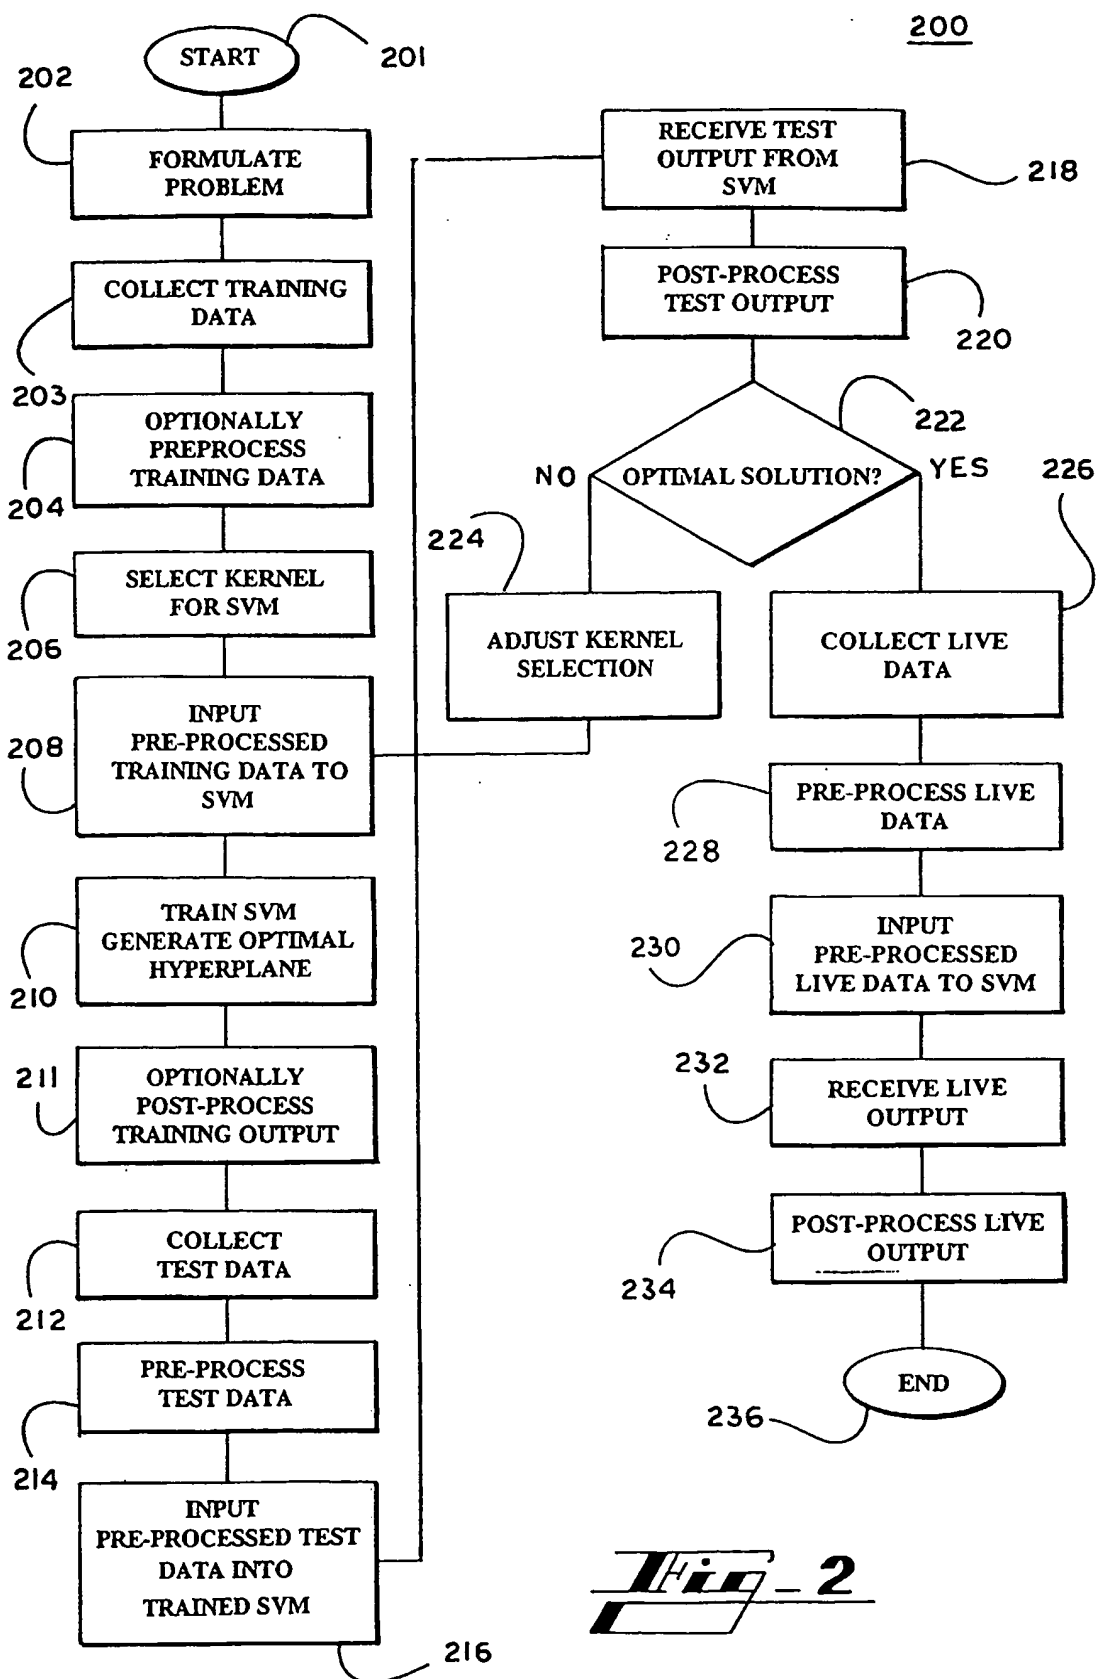 200
START
201
202
FORMULATE
PROBLEM
COLLECT TRAINING
DATA
203
OPTIONALLY
PREPROCESS
TRAINING DATA
204
SELECT KERNEL
FOR SVM
206
INPUT
PRE-PROCESSED
TRAINING DATA TO
SVM
208
TRAIN SVM
GENERATE OPTIMAL
HYPERPLANE
210
211
OPTIONALLY
POST-PROCESS
TRAINING OUTPUT
COLLECT
TEST DATA
212
PRE-PROCESS
TEST DATA
214
INPUT
PRE-PROCESSED TEST
DATA INTO
TRAINED SVM
216
RECEIVE TEST
OUTPUT FROM
SVM
218
POST-PROCESS
TEST OUTPUT
220
222
NO
OPTIMAL SOLUTION?
YES
224
ADJUST KERNEL
SELECTION
226
COLLECT LIVE
DATA
PRE-PROCESS LIVE
DATA
228
230
INPUT
PRE-PROCESSED
LIVE DATA TO SVM
232
RECEIVE LIVE
OUTPUT
POST-PROCESS LIVE
OUTPUT
234
END
236
Fig_2